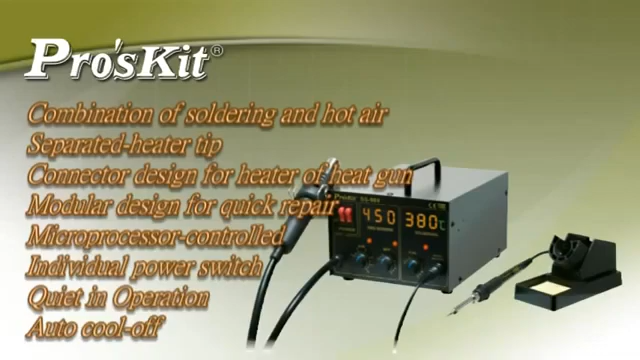 Pro'sKit®
Combination of soldering and hot air
Separated-heater tip
Connector design for heater of heat gun
Modular design for quick repair
Microprocessor-controlled
Individual power switch
Quiet in Operation
Auto cool-off
450 380℃